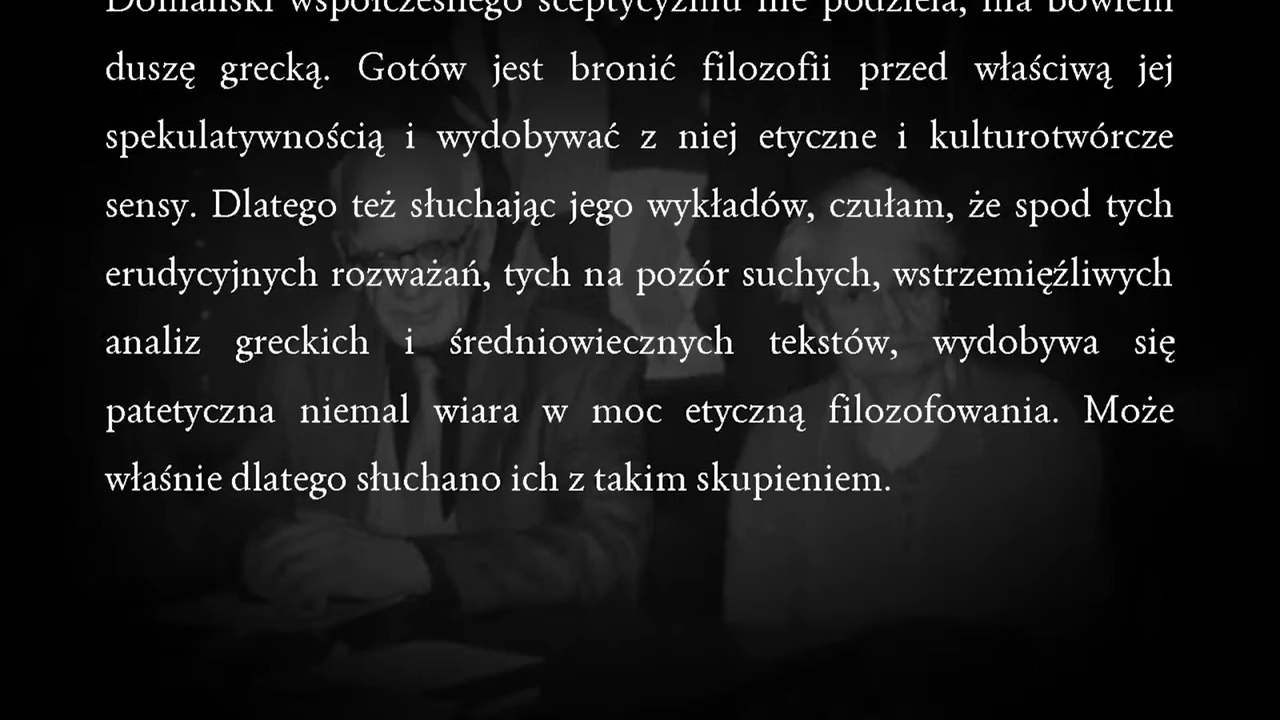 Domański współczesnego sceptycyzmu nie podziela, ma bowiem
duszę grecką. Gotów jest bronić filozofii przed właściwą jej
spekulatywnością i wydobywać z niej etyczne i kulturotwórcze
sensy. Dlatego też słuchając jego wykładów, czułam, że spod tych
erudycyjnych rozważań, tych na pozór suchych, wstrzemięźliwych
analiz greckich i średniowiecznych tekstów, wydobywa się
patetyczna niemal wiara w moc etyczną filozofowania. Może
właśnie dlatego słuchano ich z takim skupieniem.